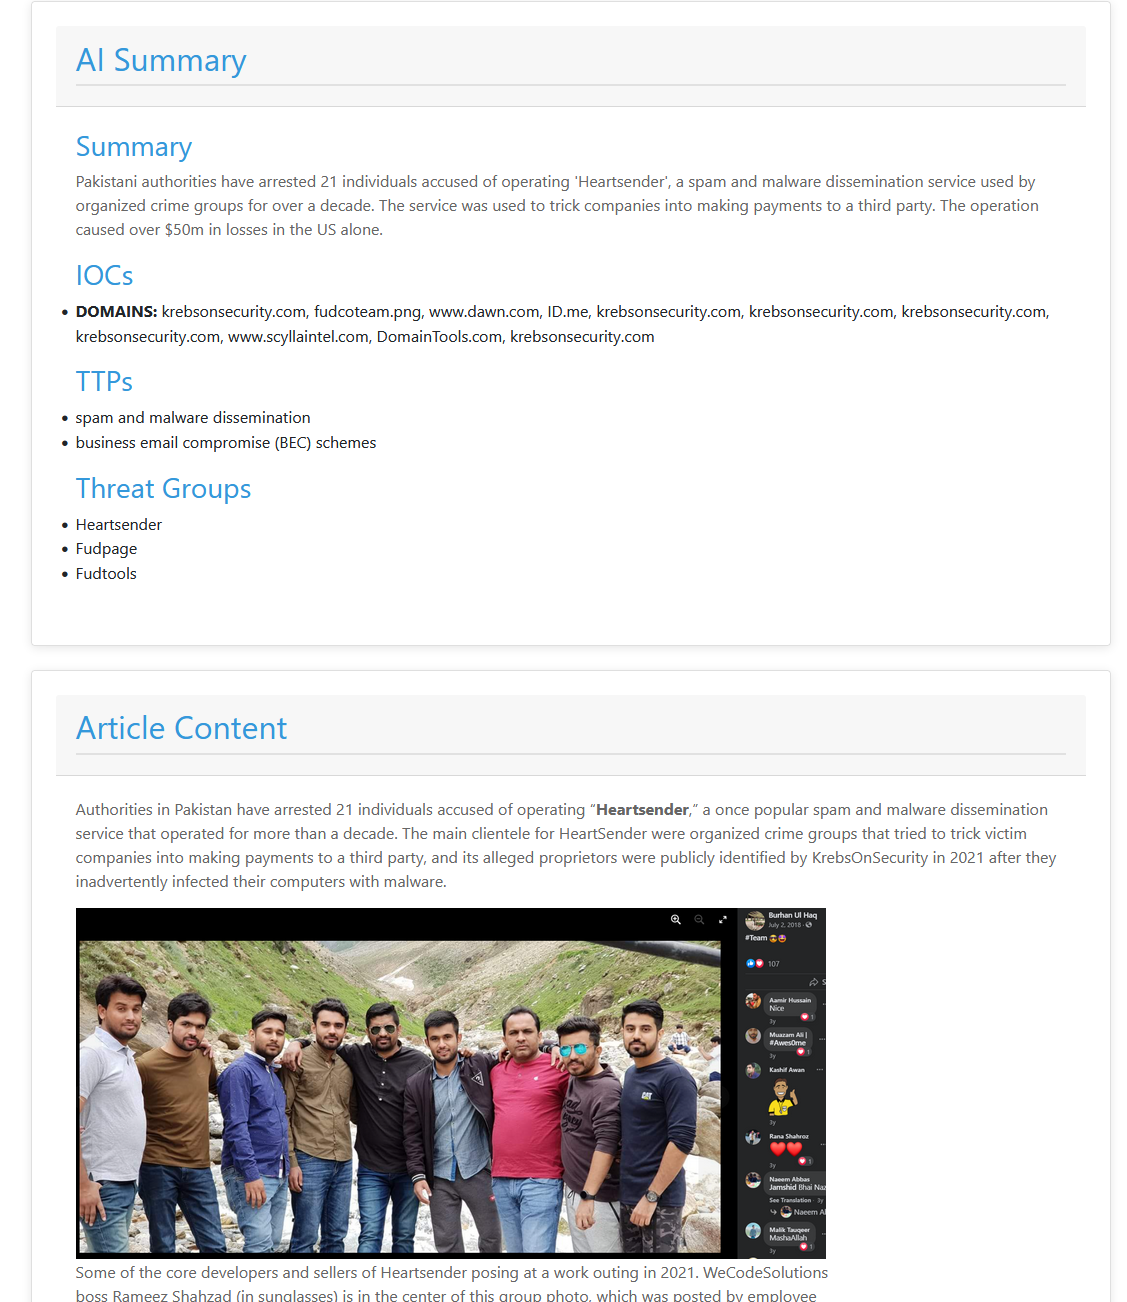 AI Summary
Summary
Pakistani authorities have arrested 21 individuals accused of operating 'Heartsender', a spam and malware dissemination service used by
organized crime groups for over a decade. The service was used to trick companies into making payments to a third party. The operation
caused over $50m in losses in the US alone.
IOCs
DOMAINS: krebsonsecurity.com, fudcoteam.png, www.dawn.com, ID.me, krebsonsecurity.com, krebsonsecurity.com, krebsonsecurity.com,
krebsonsecurity.com, www.scyllaintel.com, DomainTools.com, krebsonsecurity.com
TTPs
spam and malware dissemination
business email compromise (BEC) schemes
Threat Groups
Heartsender
Fudpage
Fudtools
Article Content
Authorities in Pakistan have arrested 21 individuals accused of operating “Heartsender,” a once popular spam and malware dissemination
service that operated for more than a decade. The main clientele for HeartSender were organized crime groups that tried to trick victim
companies into making payments to a third party, and its alleged proprietors were publicly identified by KrebsOnSecurity in 2021 after they
inadvertently infected their computers with malware.
Burhan Ul Haq
July 2, 2018
#Team
107
Aamir Hussain
Nice
1
3y
Muazam Ali |
#Awes0me
1
3y
Kashif Awan
3y
Rana Shahroz
1
3y
Naeem Abbas
Jamshid Bhai Naz
See Translation · 3y
Naeem Al
Malik Tauqeer
MashaAllah
1
3y
CAT
Some of the core developers and sellers of Heartsender posing at a work outing in 2021. WeCodeSolutions
boss Rameez Shahzad (in sunglasses) is in the center of this group photo, which was posted by employee